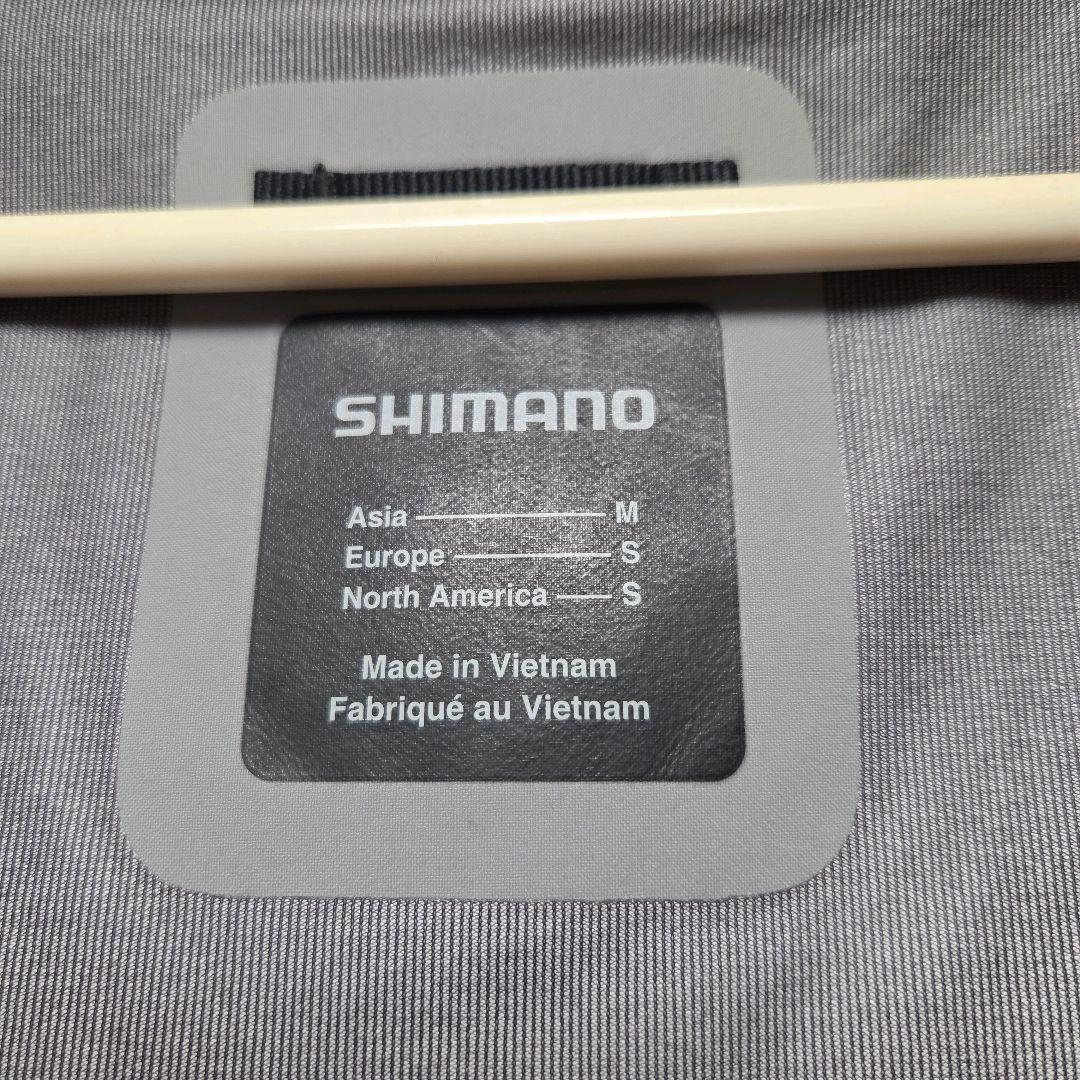 SHIMANO
Asia — M
Europe — S
North America — S
Made in Vietnam
Fabriqué au Vietnam